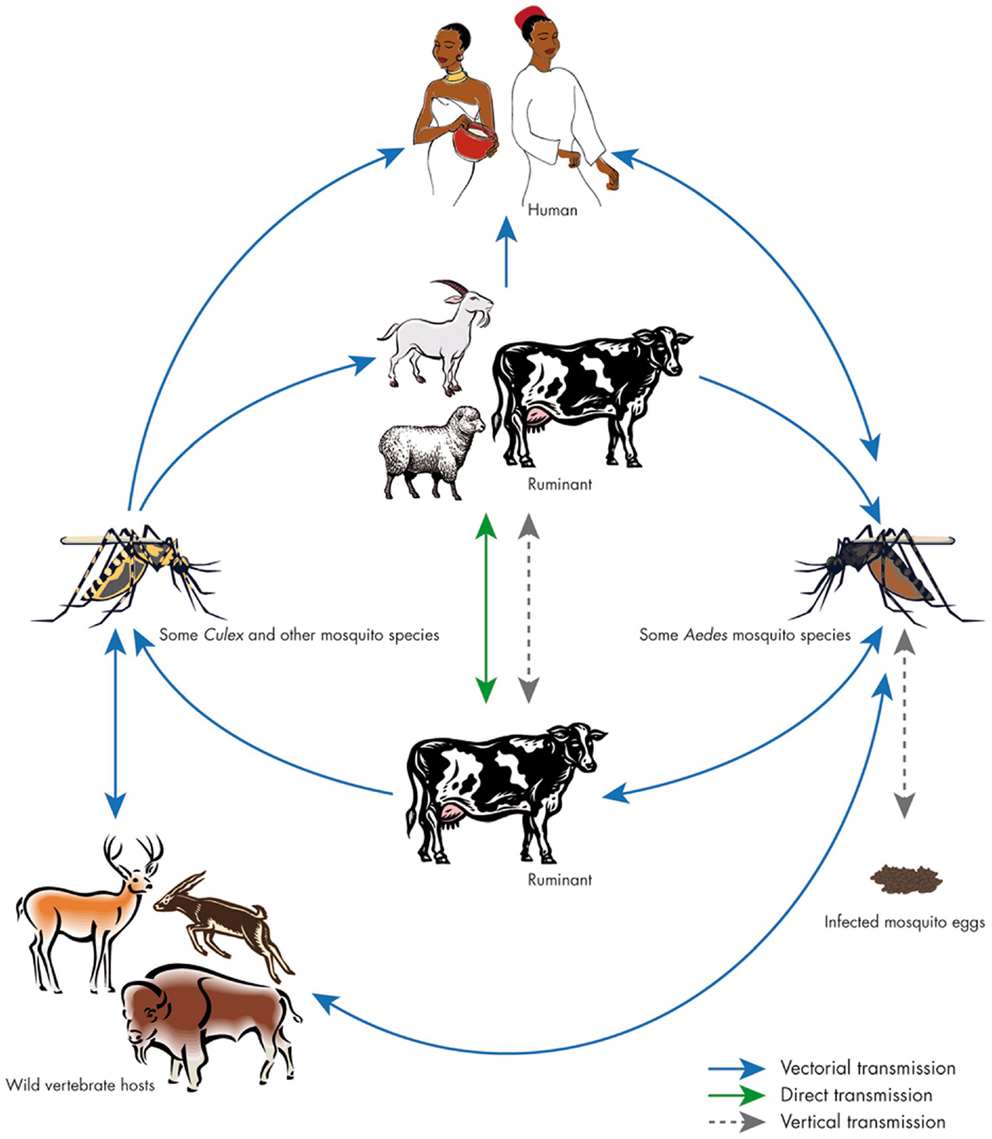 Human
Ruminant
Some Culex and other mosquito species
Some Aedes mosquito species
Ruminant
Infected mosquito eggs
Wild vertebrate hosts
Vectorial transmission
Direct transmission
Vertical transmission